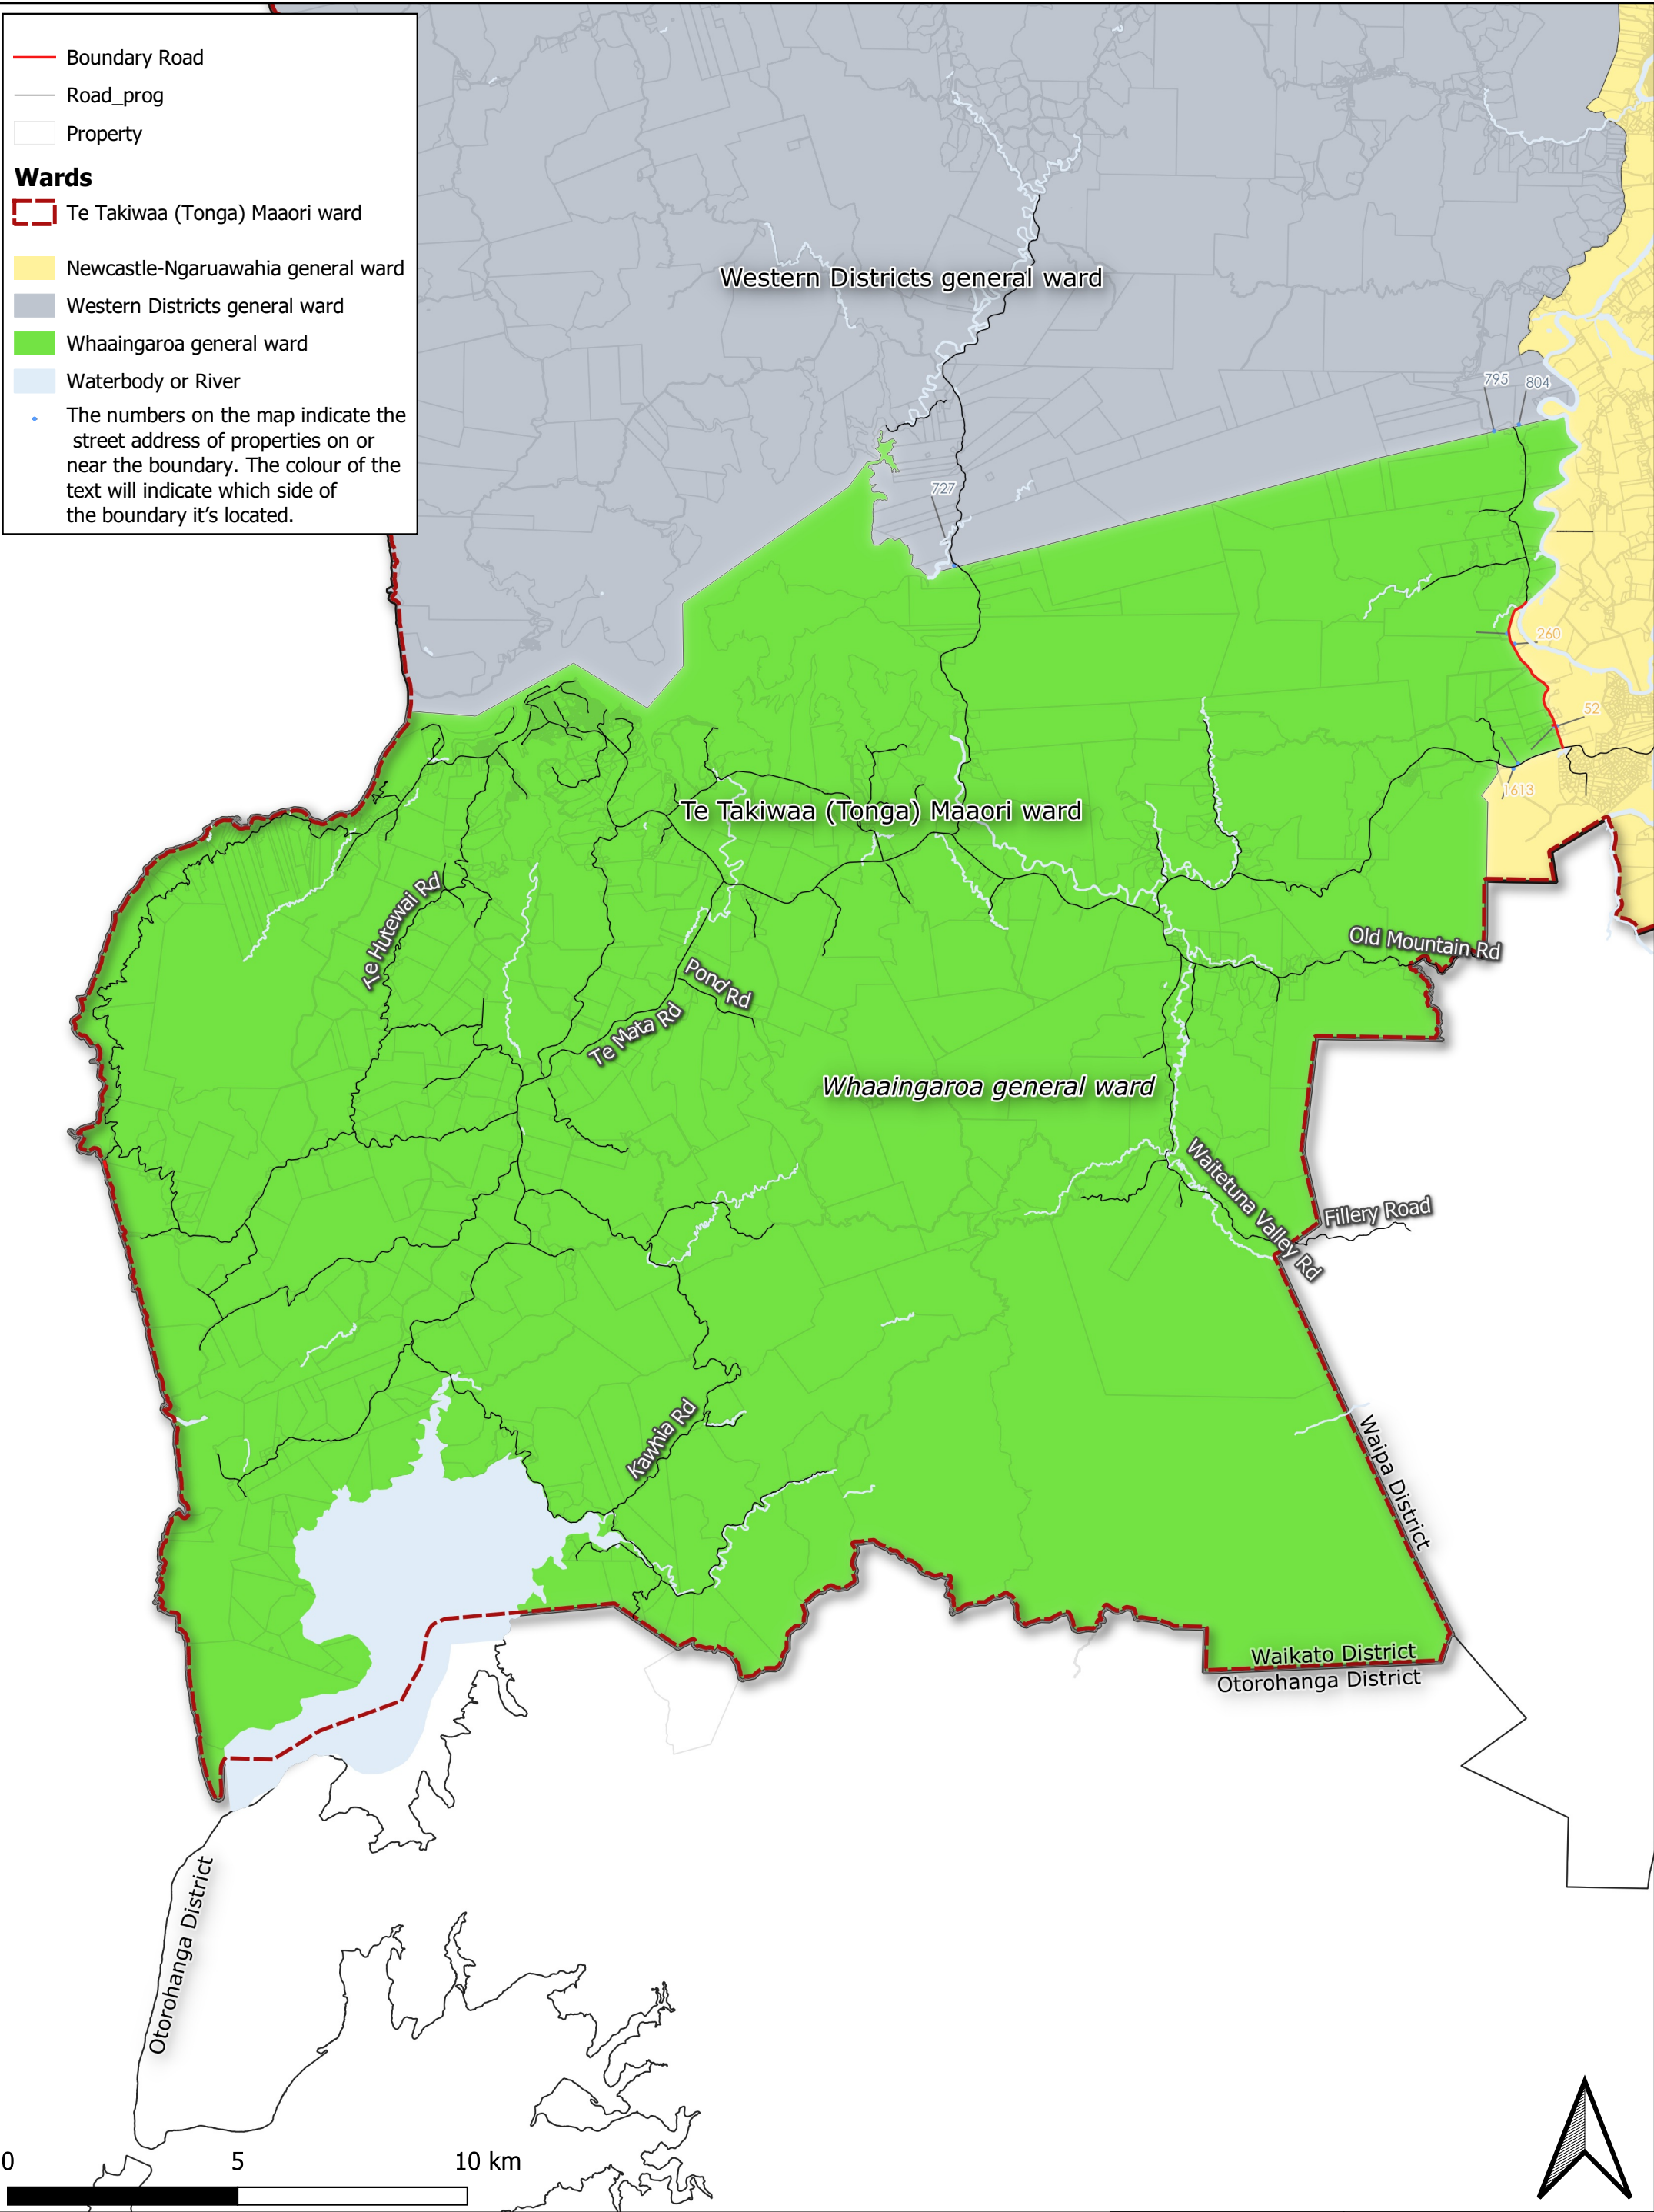 Boundary Road
Road_prog
Property
Wards
Te Takiwaa (Tonga) Maaori ward
Newcastle-Ngaruawahia general ward
Western Districts general ward
Whaaingaroa general ward
Waterbody or River
The numbers on the map indicate the
street address of properties on or
near the boundary. The colour of the
text will indicate which side of
the boundary it’s located.
Western Districts general ward
795
804
727
260
52
1613
Te Takiwaa (Tonga) Maaori ward
Te Hutewai Rd
Old Mountain Rd
Pond Rd
Te Mata Rd
Whaaingaroa general ward
Waitetuna Valley Rd
Fillery Road
Kawhia Rd
Waipa District
Waikato District
Otorohanga District
Otorohanga District
0
5
10 km